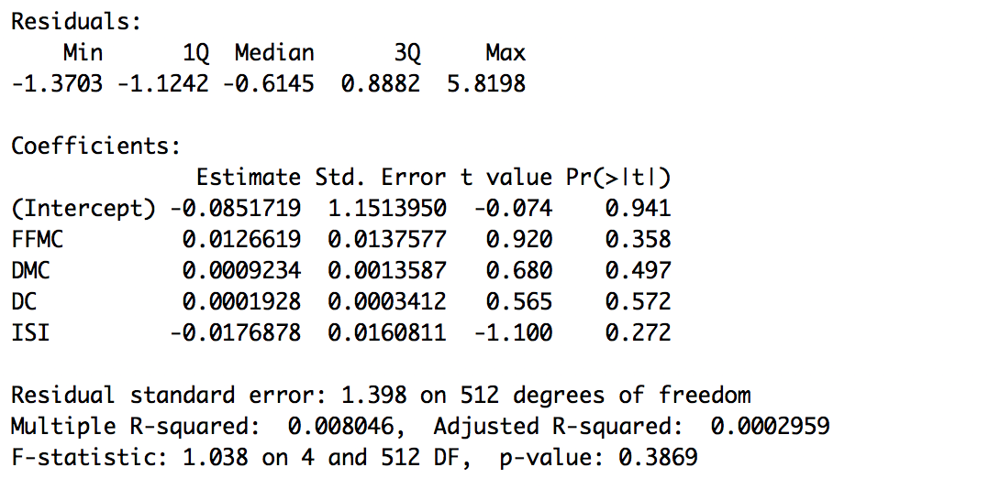 Residuals:
    Min      1Q  Median      3Q     Max
-1.3703 -1.1242 -0.6145  0.8882  5.8198

Coefficients:
              Estimate Std. Error t value Pr(>|t|)
(Intercept) -0.0851719  1.1513950  -0.074    0.941
FFMC         0.0126619  0.0137577   0.920    0.358
DMC          0.0009234  0.0013587   0.680    0.497
DC           0.0001928  0.0003412   0.565    0.572
ISI         -0.0176878  0.0160811  -1.100    0.272

Residual standard error: 1.398 on 512 degrees of freedom
Multiple R-squared:  0.008046,  Adjusted R-squared:  0.0002959
F-statistic: 1.038 on 4 and 512 DF,  p-value: 0.3869